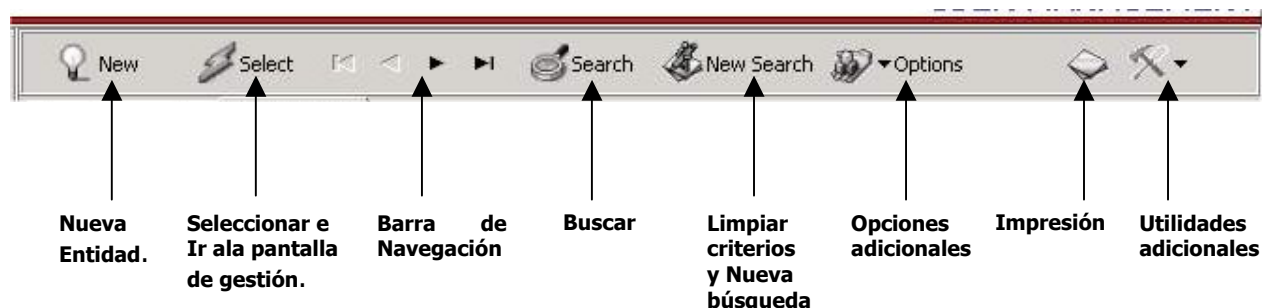 New Select Search New Search Options
Nueva
Entidad.
Seleccionar e
Ir ala pantalla
de gestión.
Barra de
Navegación
Buscar
Limpiar
criterios
y Nueva
búsqueda
Opciones
adicionales
Impresión
Utilidades
adicionales